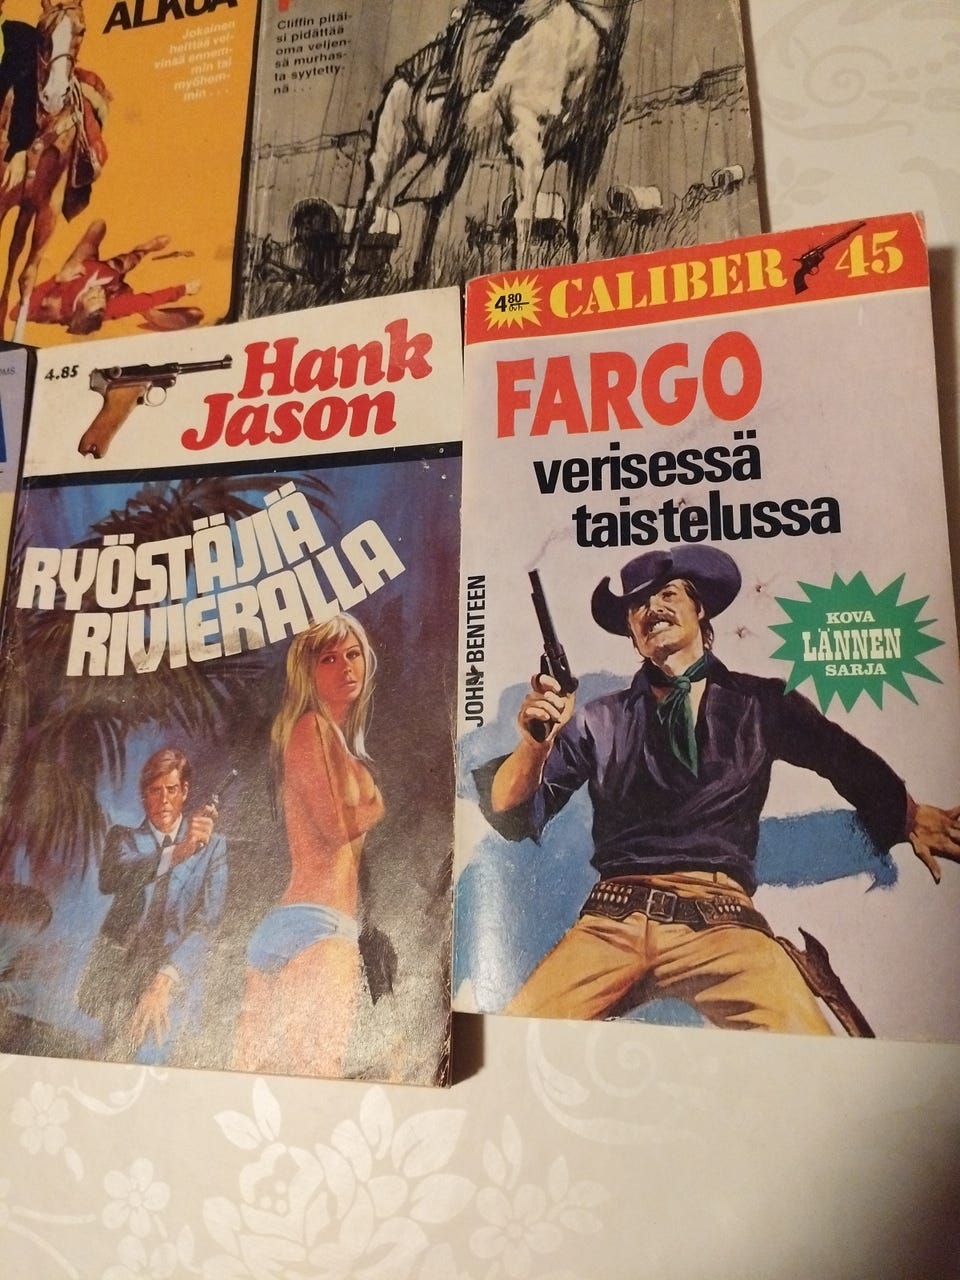 ALKUA
Jokainen
heittää vei-
vinsä ennem-
min tai
myöhem-
min...
Cliffin pitäi-
si pidättää
oma veljen-
sä murhas-
ta syytetty-
nä...
4.85
Hank
Jason
RYÖSTÄJIÄ
RIVIERALLA
4 80
Ovh
CALIBER 45
FARGO
verisessä
taistelussa
JOHN BENTEEN
KOVA
LÄNNEN
SARJA